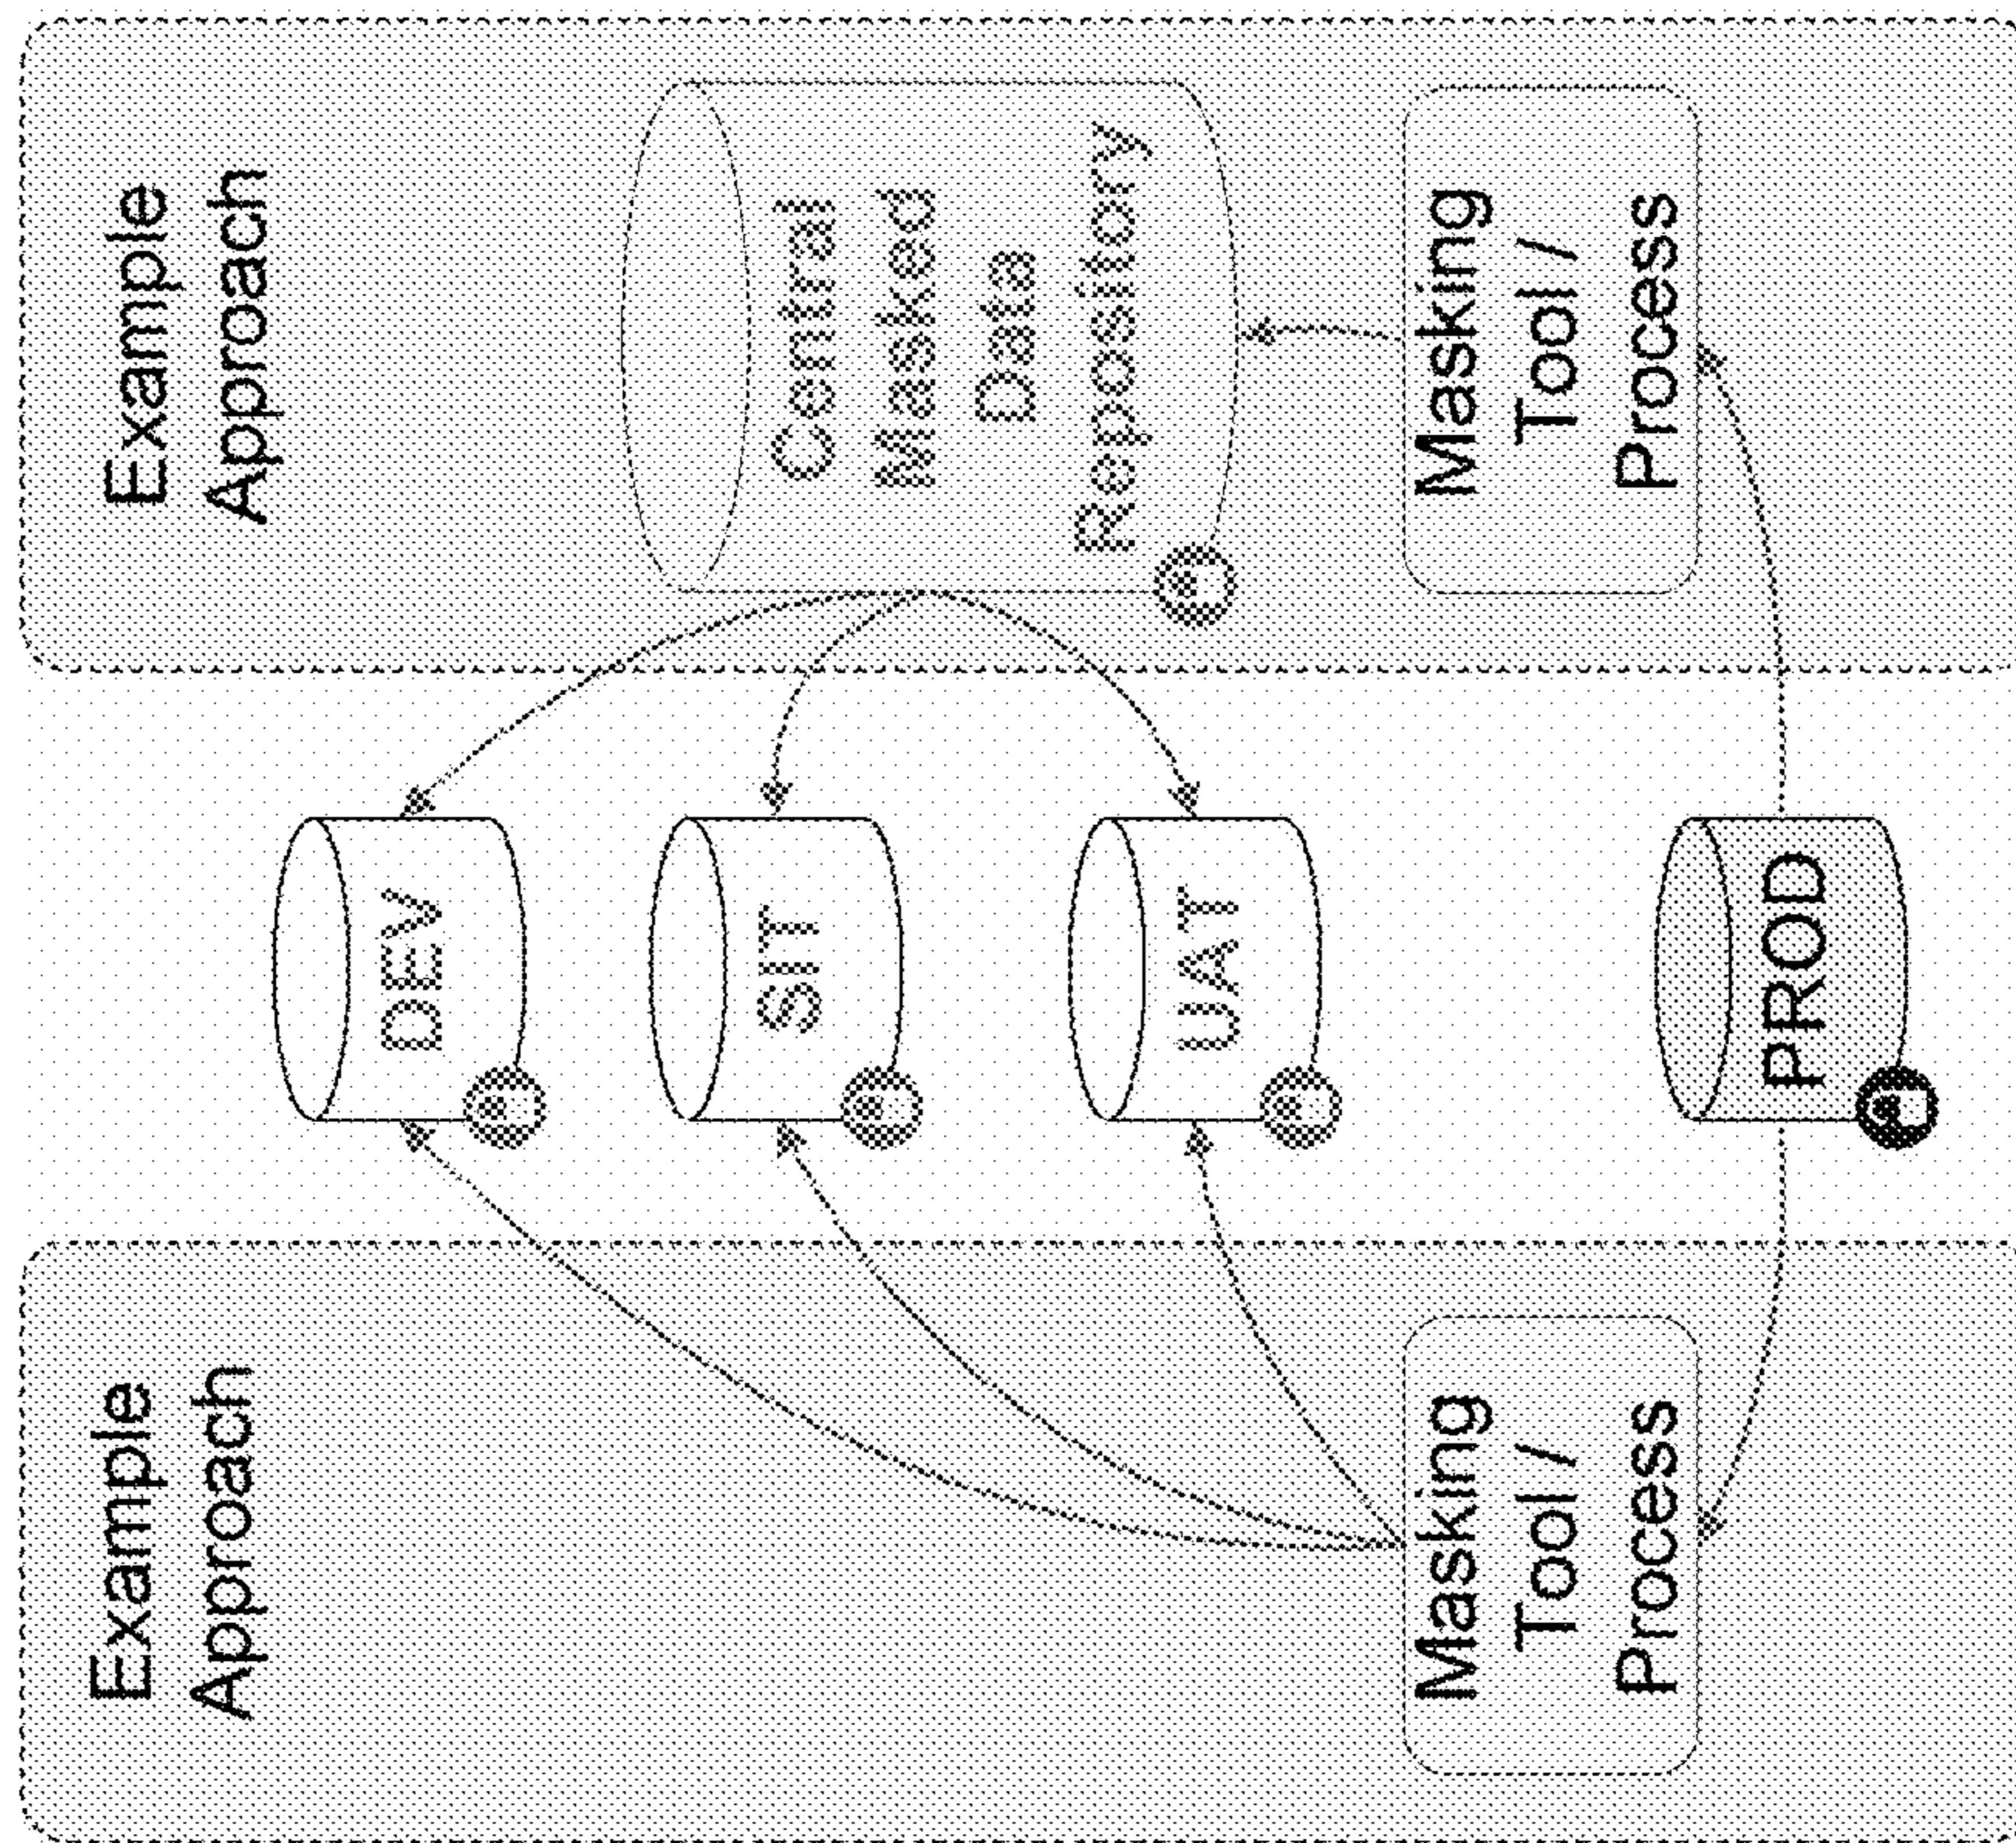 Example
Approach
Masking
Tool /
Process
DEV
SIT
UAT
PROD
Example
Approach
Central
Masked
Data
Repository
Masking
Tool /
Process